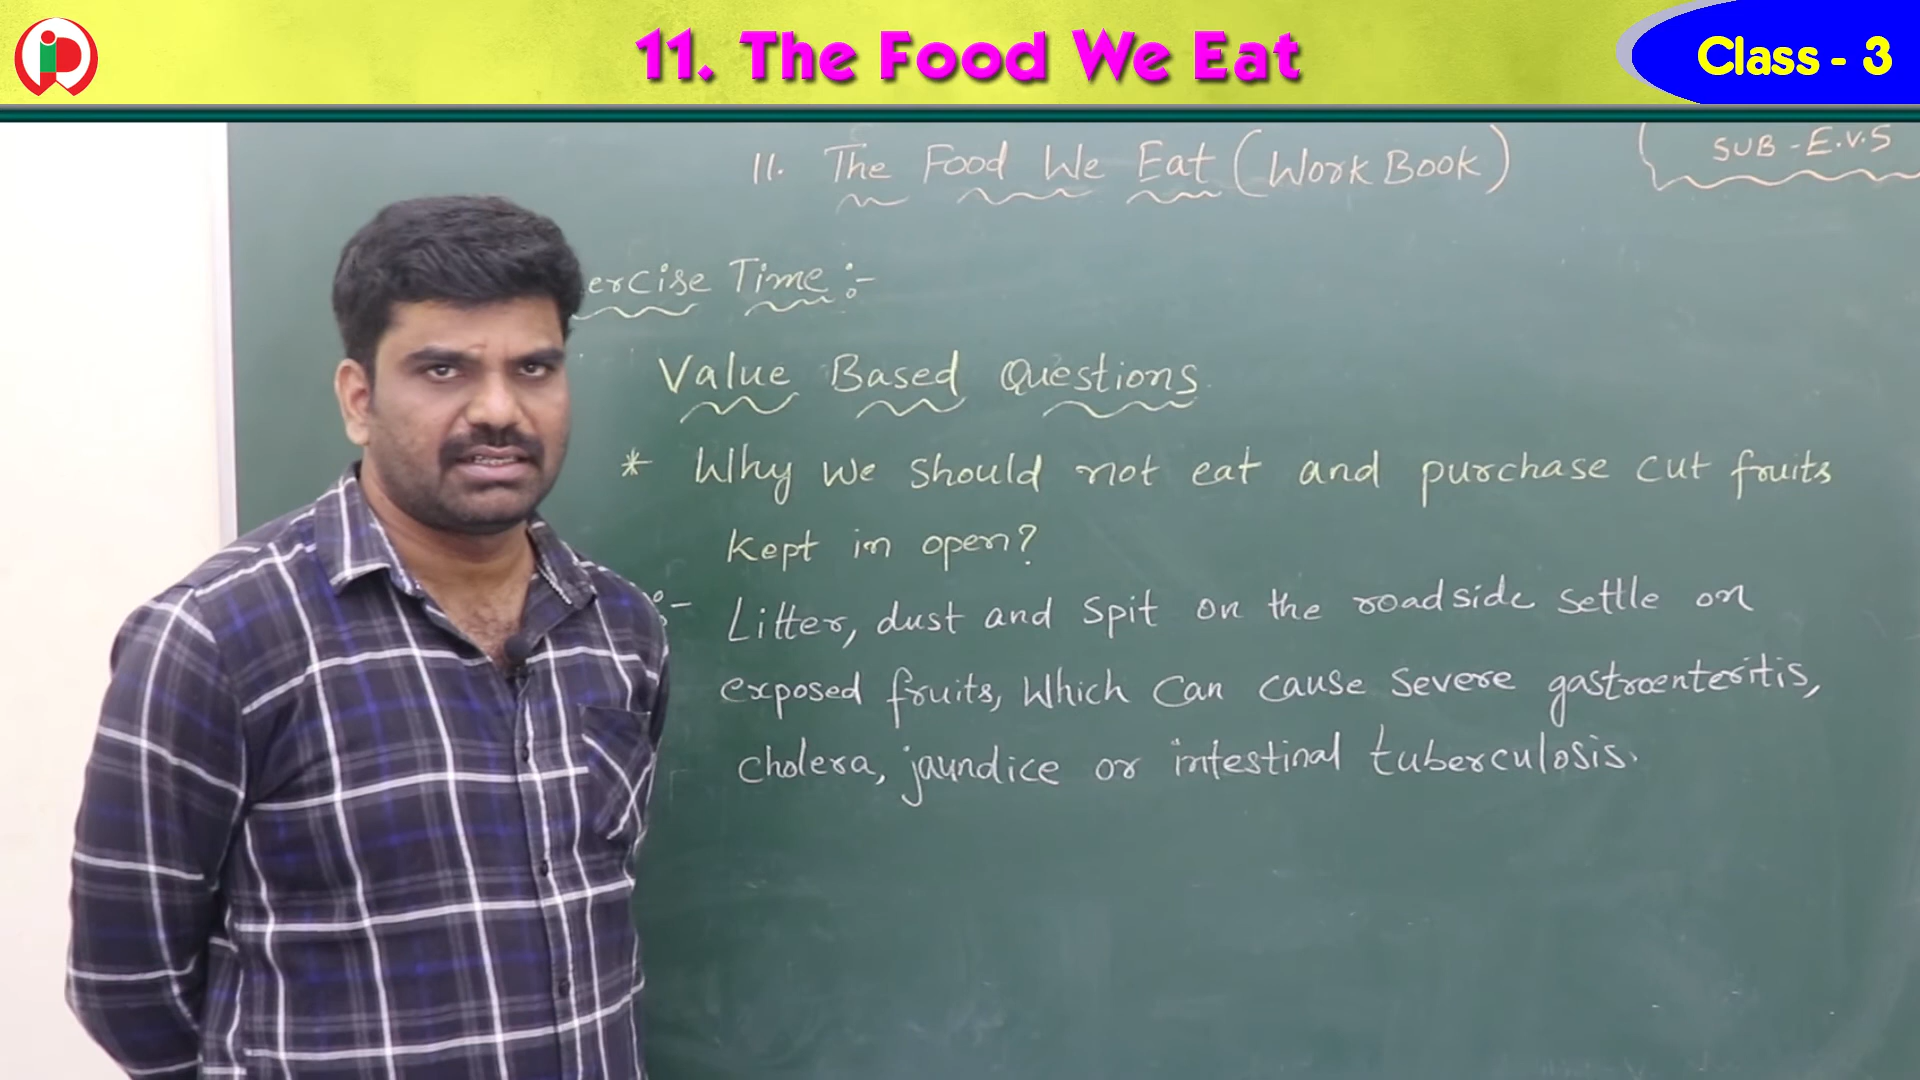 11. The Food We Eat
Class - 3
11. The Food We Eat (Work Book)
SUB - E.V.S
ercise Time :-
Value Based Questions
* Why we should not eat and purchase cut fruits
kept in open?
:- Litter, dust and spit on the roadside settle on
exposed fruits, which can cause severe gastroenteritis,
cholera, jaundice or intestinal tuberculosis.